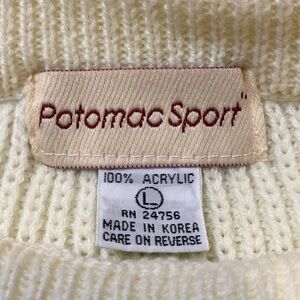 Potomac Sport"
100% ACRYLIC
L
RN 24756
MADE IN KOREA
CARE ON REVERSE